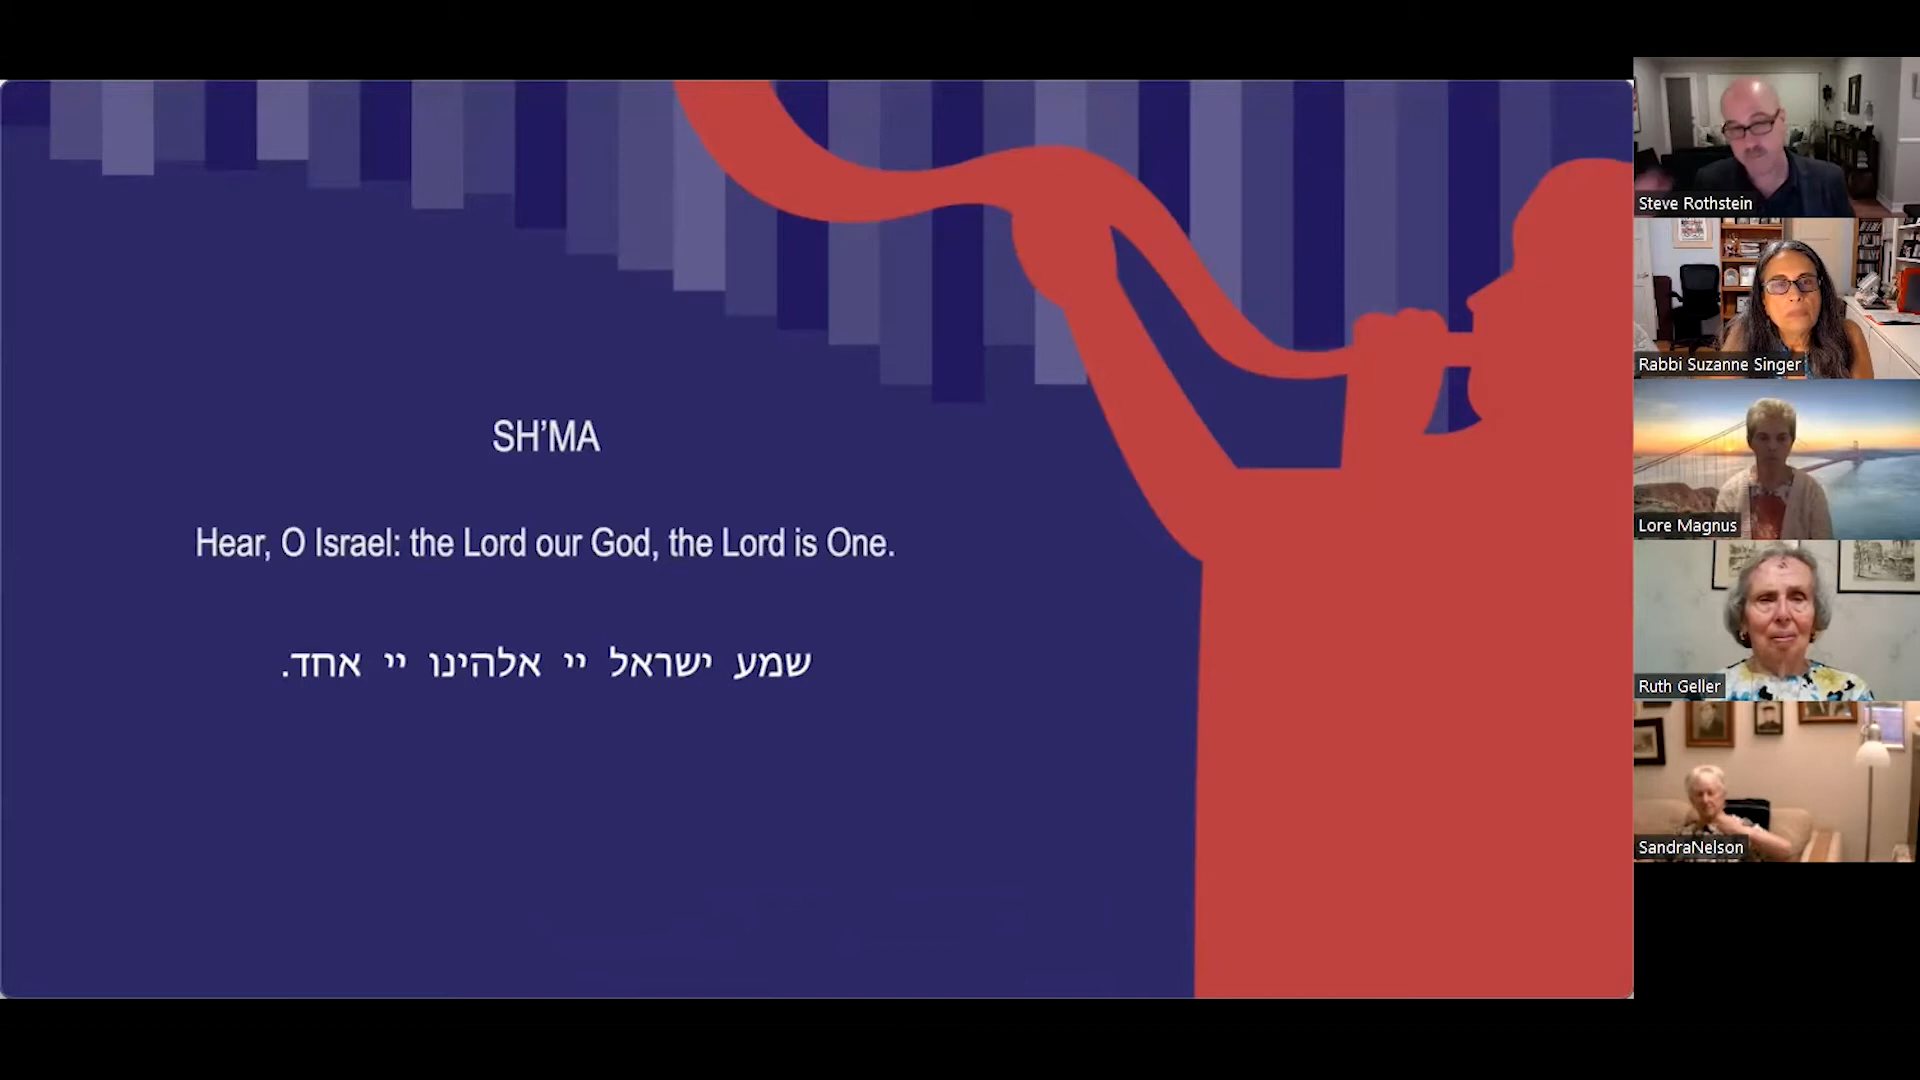 SH’MA
Hear, O Israel: the Lord our God, the Lord is One.
שמע ישראל יי אלהינו יי אחד.
Steve Rothstein
Rabbi Suzanne Singer
Lore Magnus
Ruth Geller
SandraNelson